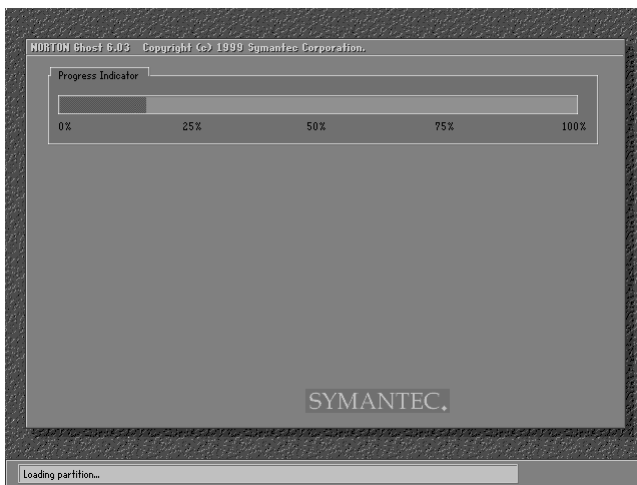 NORTON Ghost 6.03 Copyright (c) 1999 Symantec Corporation.
Progress Indicator
0% 25% 50% 75% 100%
SYMANTEC.
Loading partition...